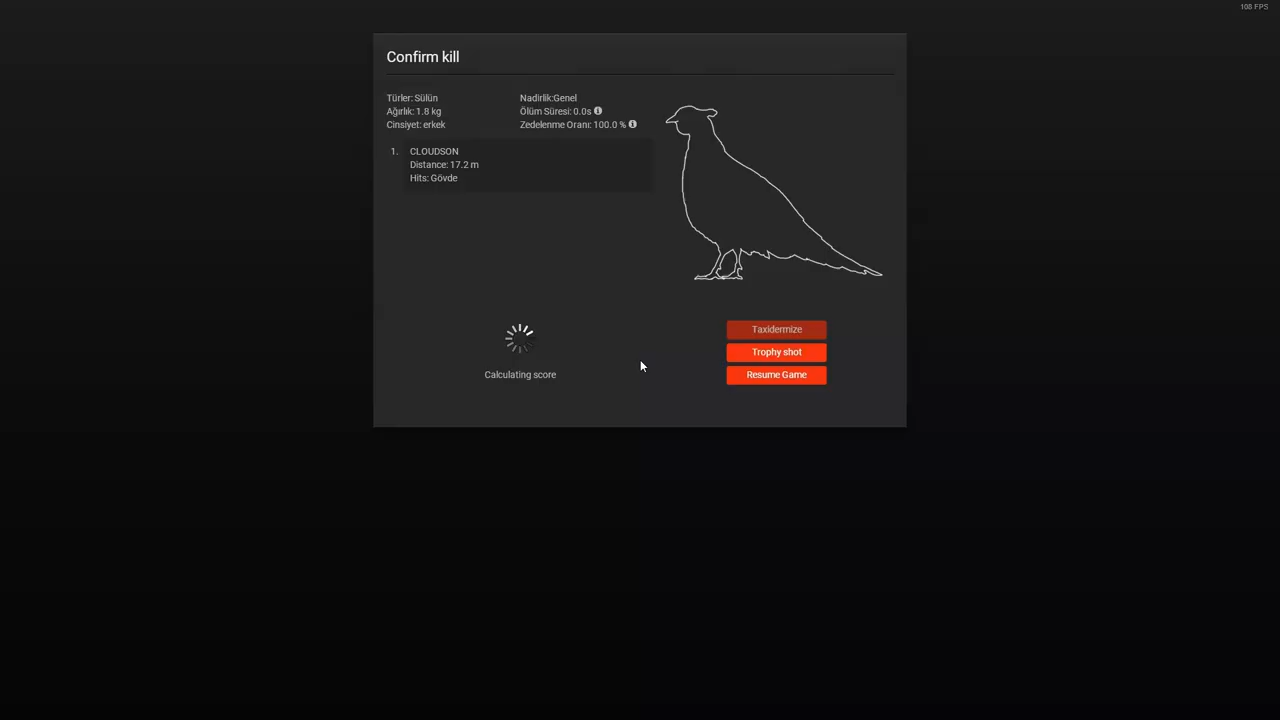 108 FPS
Confirm kill
Türler: Sülün
Ağırlık: 1.8 kg
Cinsiyet: erkek
Nadirlik:Genel
Ölüm Süresi: 0.0s
Zedelenme Oranı: 100.0 %
1. CLOUDSON
Distance: 17.2 m
Hits: Gövde
Calculating score
Taxidermize
Trophy shot
Resume Game